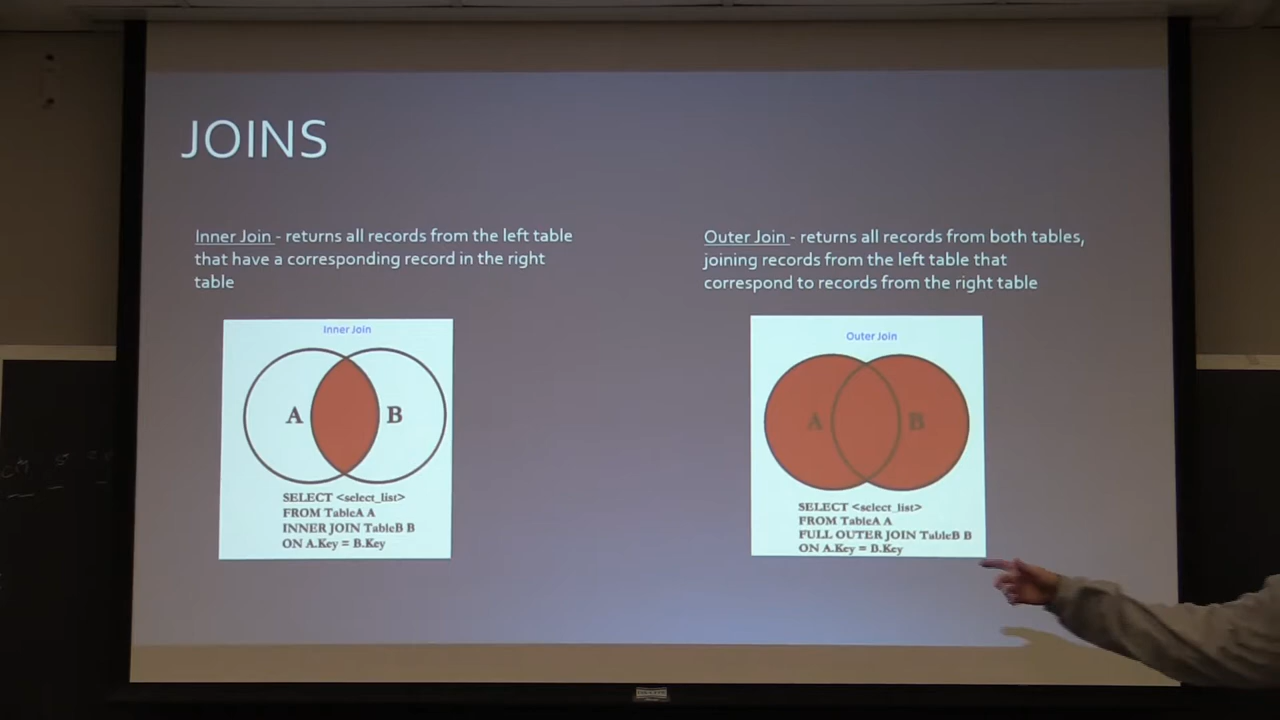 JOINS
Inner Join - returns all records from the left table
that have a corresponding record in the right
table
Inner Join
A
B
SELECT <select_list>
FROM TableA A
INNER JOIN TableB B
ON A.Key = B.Key
Outer Join - returns all records from both tables,
joining records from the left table that
correspond to records from the right table
Outer Join
A
B
SELECT <select_list>
FROM TableA A
FULL OUTER JOIN TableB B
ON A.Key = B.Key